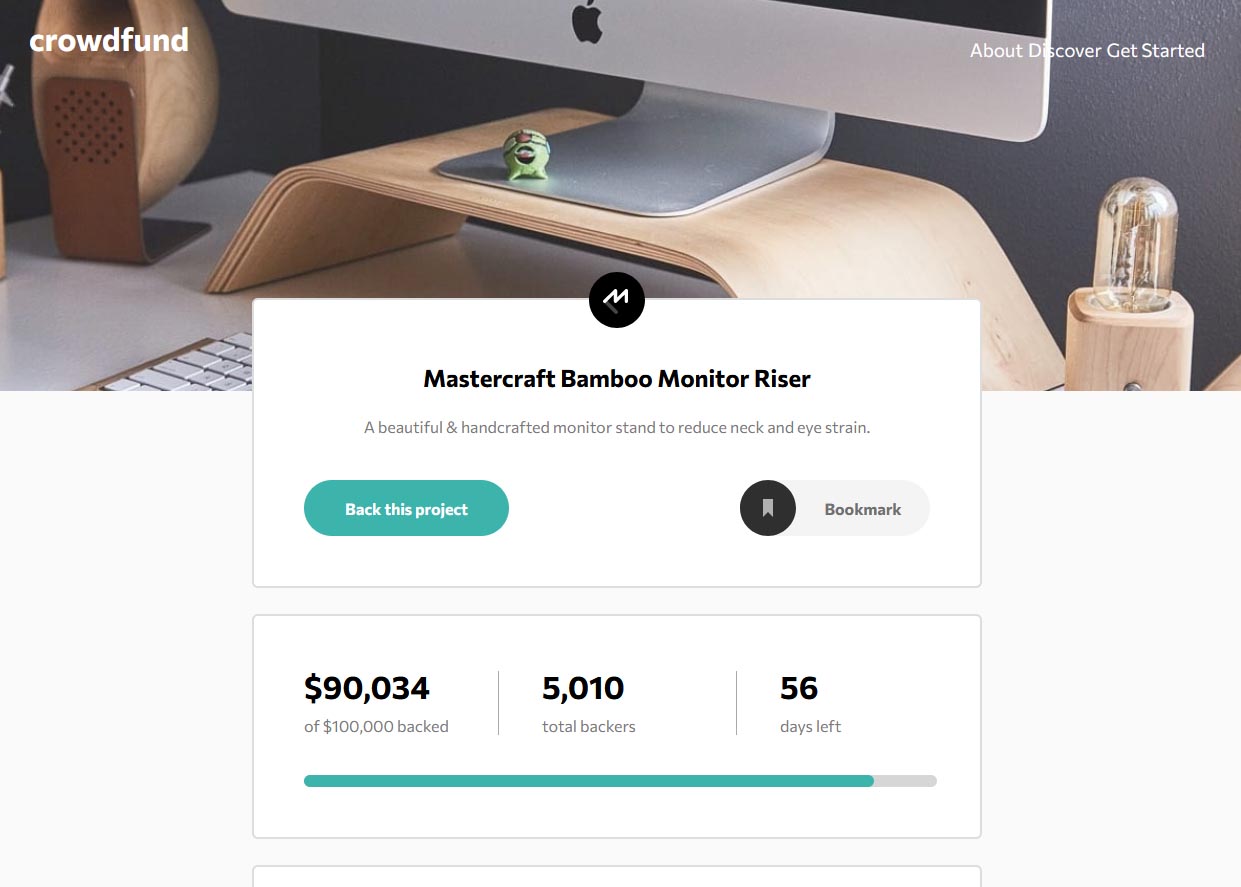 crowdfund
About Discover Get Started
Mastercraft Bamboo Monitor Riser
A beautiful & handcrafted monitor stand to reduce neck and eye strain.
Back this project
Bookmark
$90,034
of $100,000 backed
5,010
total backers
56
days left